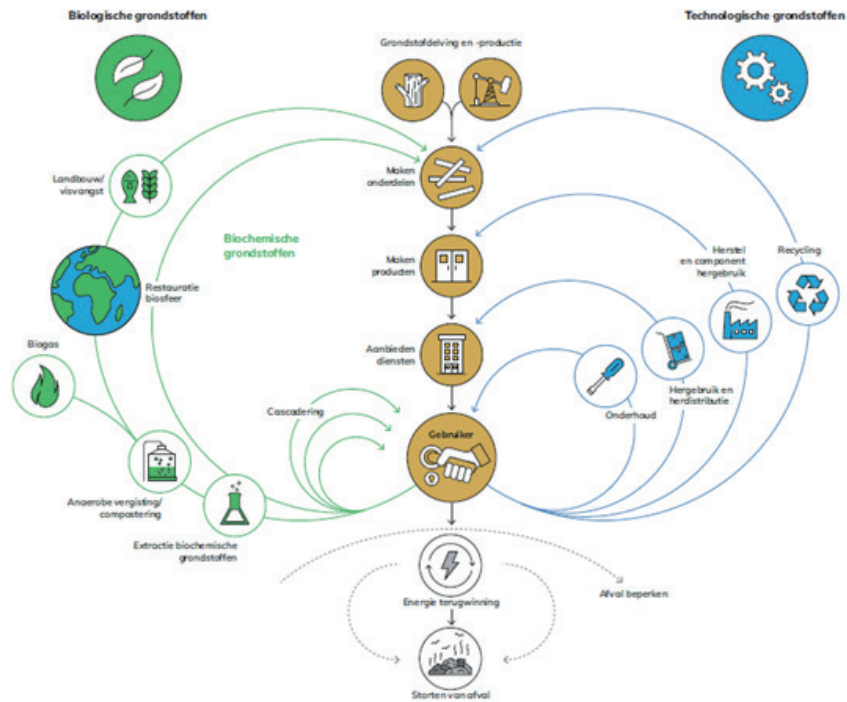 Biologische grondstoffen
Technologische grondstoffen
Grondstofdelving en -productie
Landbouw/
visvangst
Maken
onderdelen
Biochemische
grondstoffen
Maken
producten
Herstel
en component
hergebruik
Recycling
Restauratie
biosfeer
Biogas
Aanbieden
diensten
Hergebruik en
herdistributie
Onderhoud
Cascadering
Gebruiker
Anaerobe vergisting/
compostering
Extractie biochemische
grondstoffen
Energie terugwinning
Afval beperken
Storten van afval